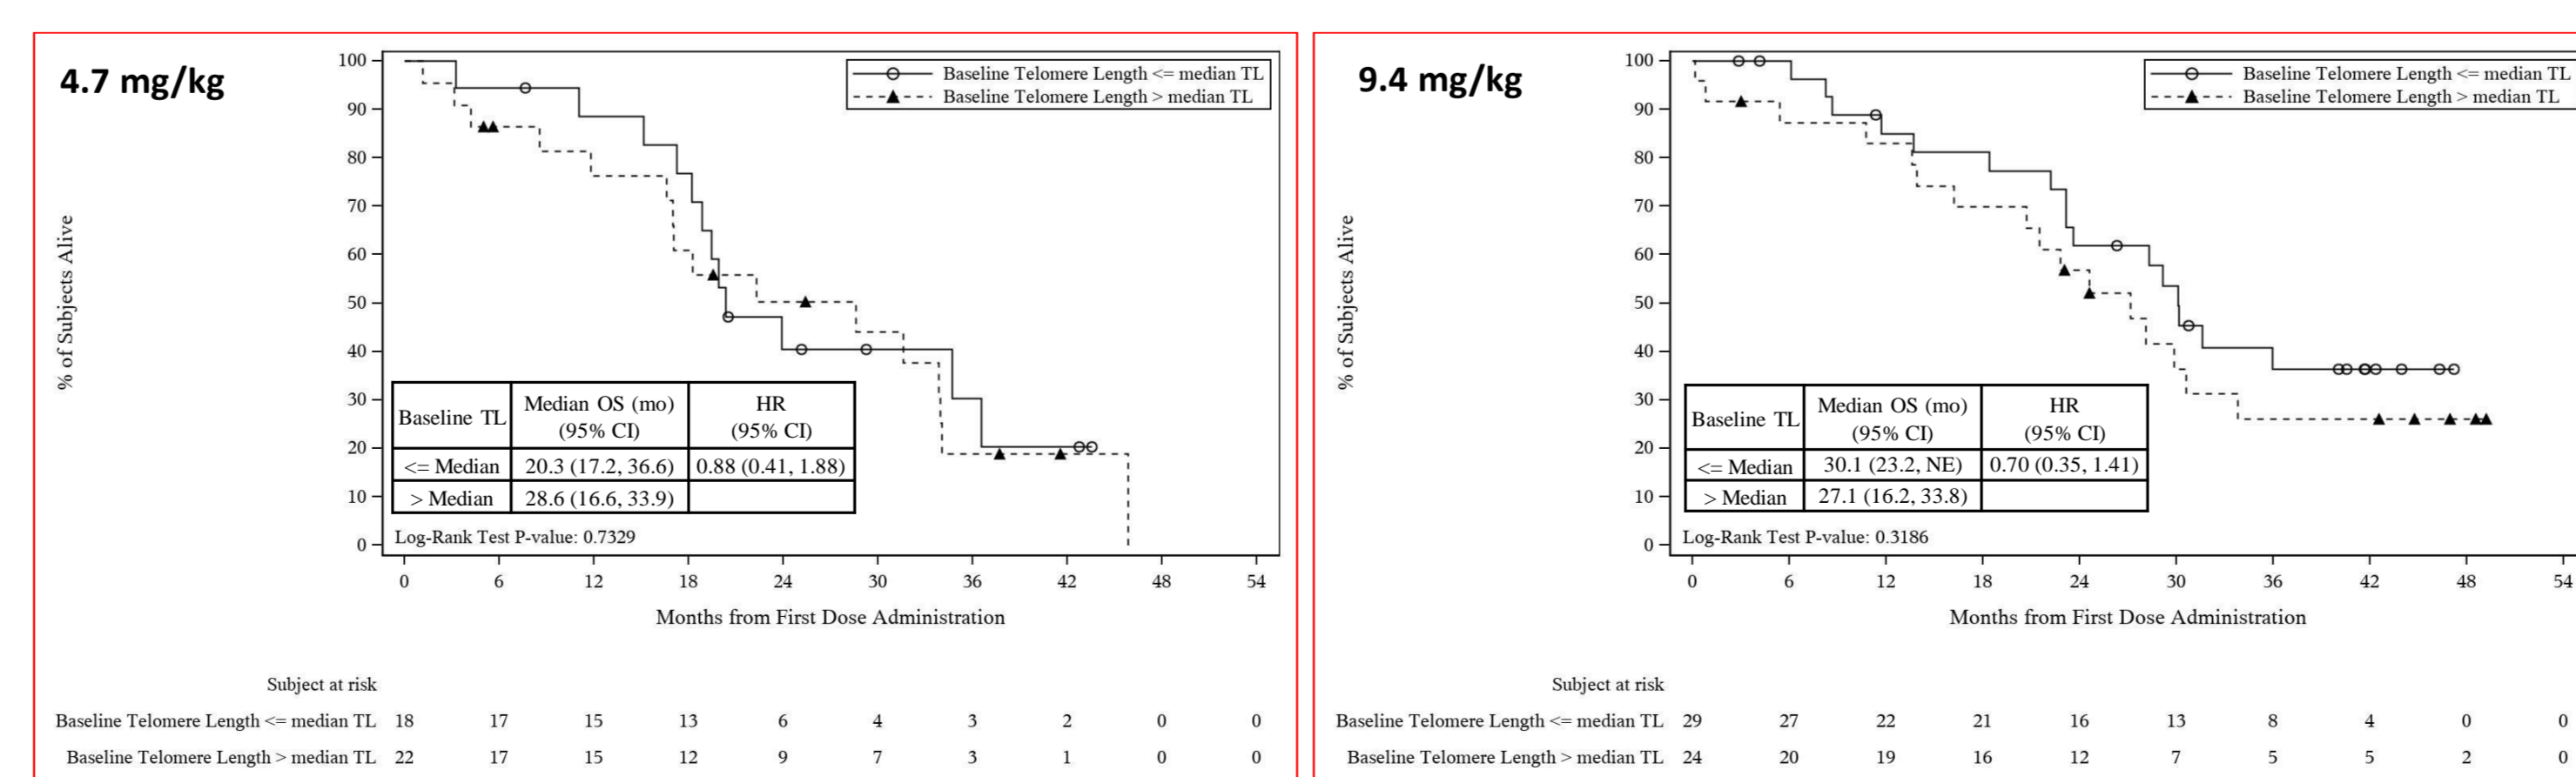 4.7 mg/kg
% of Subjects Alive
100
90
80
70
60
50
40
30
20
10
0
Baseline Telomere Length <= median TL
Baseline Telomere Length > median TL
Baseline TL Median OS (mo) (95% CI) HR (95% CI)
<= Median 20.3 (17.2, 36.6) 0.88 (0.41, 1.88)
> Median 28.6 (16.6, 33.9)
Log-Rank Test P-value: 0.7329
0 6 12 18 24 30 36 42 48 54
Months from First Dose Administration
Subject at risk
Baseline Telomere Length <= median TL 18 17 15 13 6 4 3 2 0 0
Baseline Telomere Length > median TL 22 17 15 12 9 7 3 1 0 0
9.4 mg/kg
% of Subjects Alive
100
90
80
70
60
50
40
30
20
10
0
Baseline Telomere Length <= median TL
Baseline Telomere Length > median TL
Baseline TL Median OS (mo) (95% CI) HR (95% CI)
<= Median 30.1 (23.2, NE) 0.70 (0.35, 1.41)
> Median 27.1 (16.2, 33.8)
Log-Rank Test P-value: 0.3186
0 6 12 18 24 30 36 42 48 54
Months from First Dose Administration
Subject at risk
Baseline Telomere Length <= median TL 29 27 22 21 16 13 8 4 0 0
Baseline Telomere Length > median TL 24 20 19 16 12 7 5 5 2 0